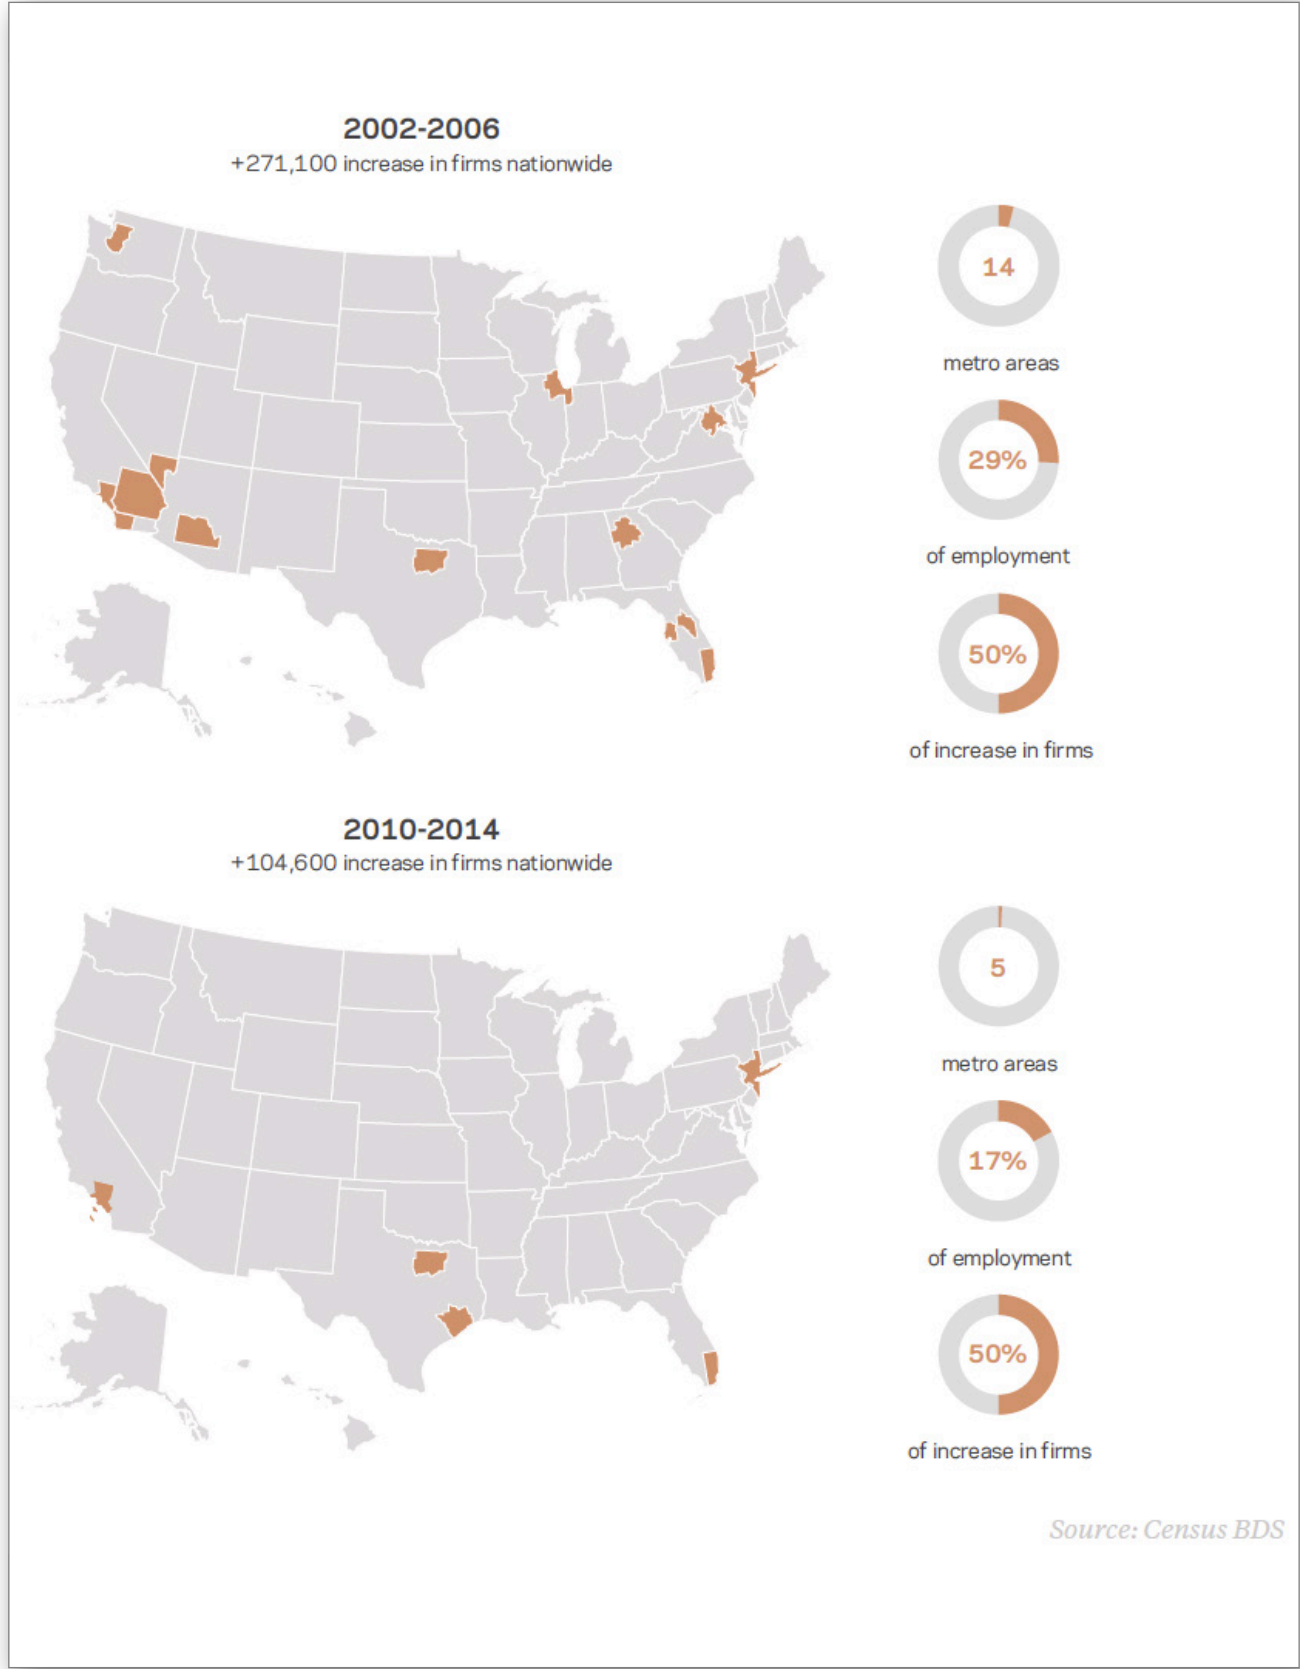 2002-2006
+271,100 increase in firms nationwide
14
metro areas
29%
of employment
50%
of increase in firms
2010-2014
+104,600 increase in firms nationwide
5
metro areas
17%
of employment
50%
of increase in firms
Source: Census BDS